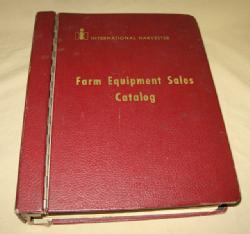 INTERNATIONAL HARVESTER
Farm Equipment Sales
Catalog